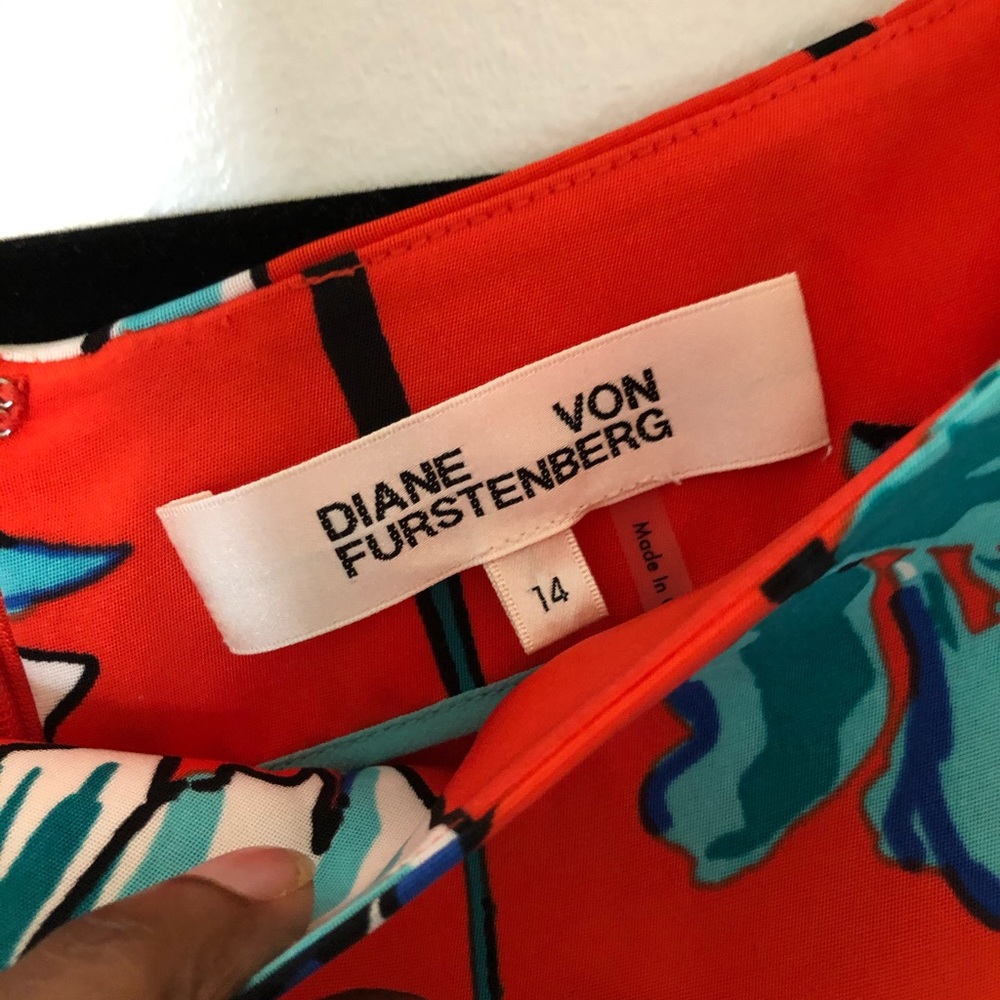 DIANE VON
FURSTENBERG
14
Made In